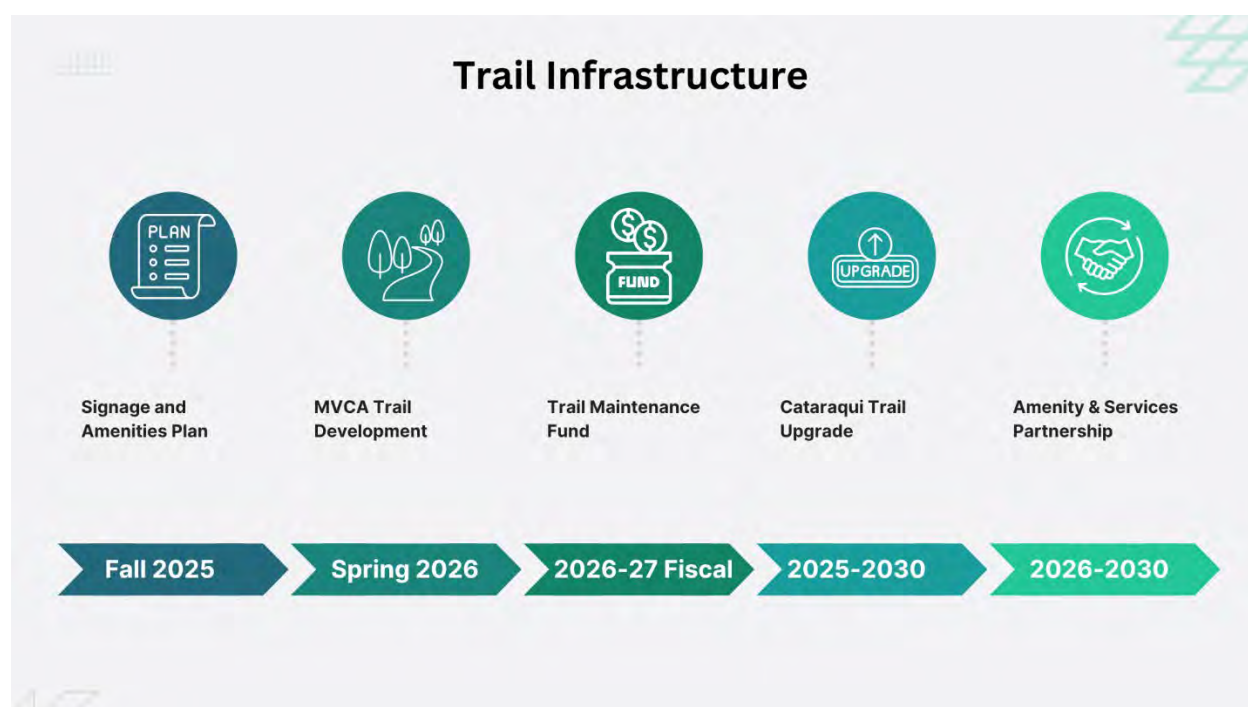 Trail Infrastructure
PLAN
FUND
UPGRADE
Signage and
Amenities Plan
MVCA Trail
Development
Trail Maintenance
Fund
Cataraqui Trail
Upgrade
Amenity & Services
Partnership
Fall 2025
Spring 2026
2026-27 Fiscal
2025-2030
2026-2030